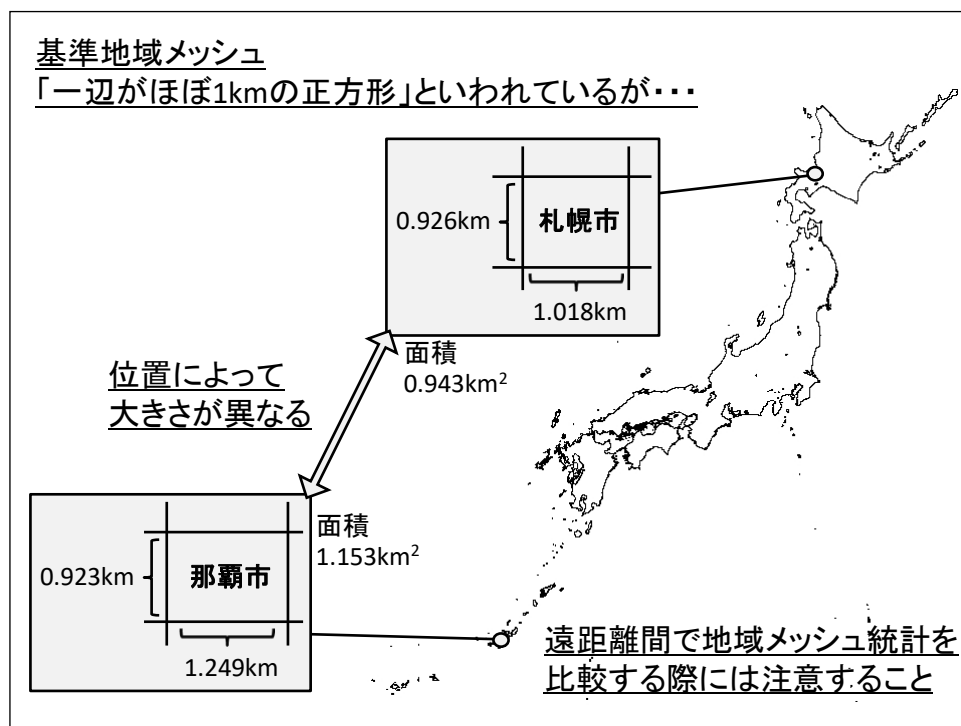 基準地域メッシュ
「一辺がほぼ1kmの正方形」といわれているが・・・
0.926km
札幌市
1.018km
面積
0.943km²
位置によって
大きさが異なる
面積
1.153km²
0.923km
那覇市
1.249km
遠距離間で地域メッシュ統計を
比較する際には注意すること